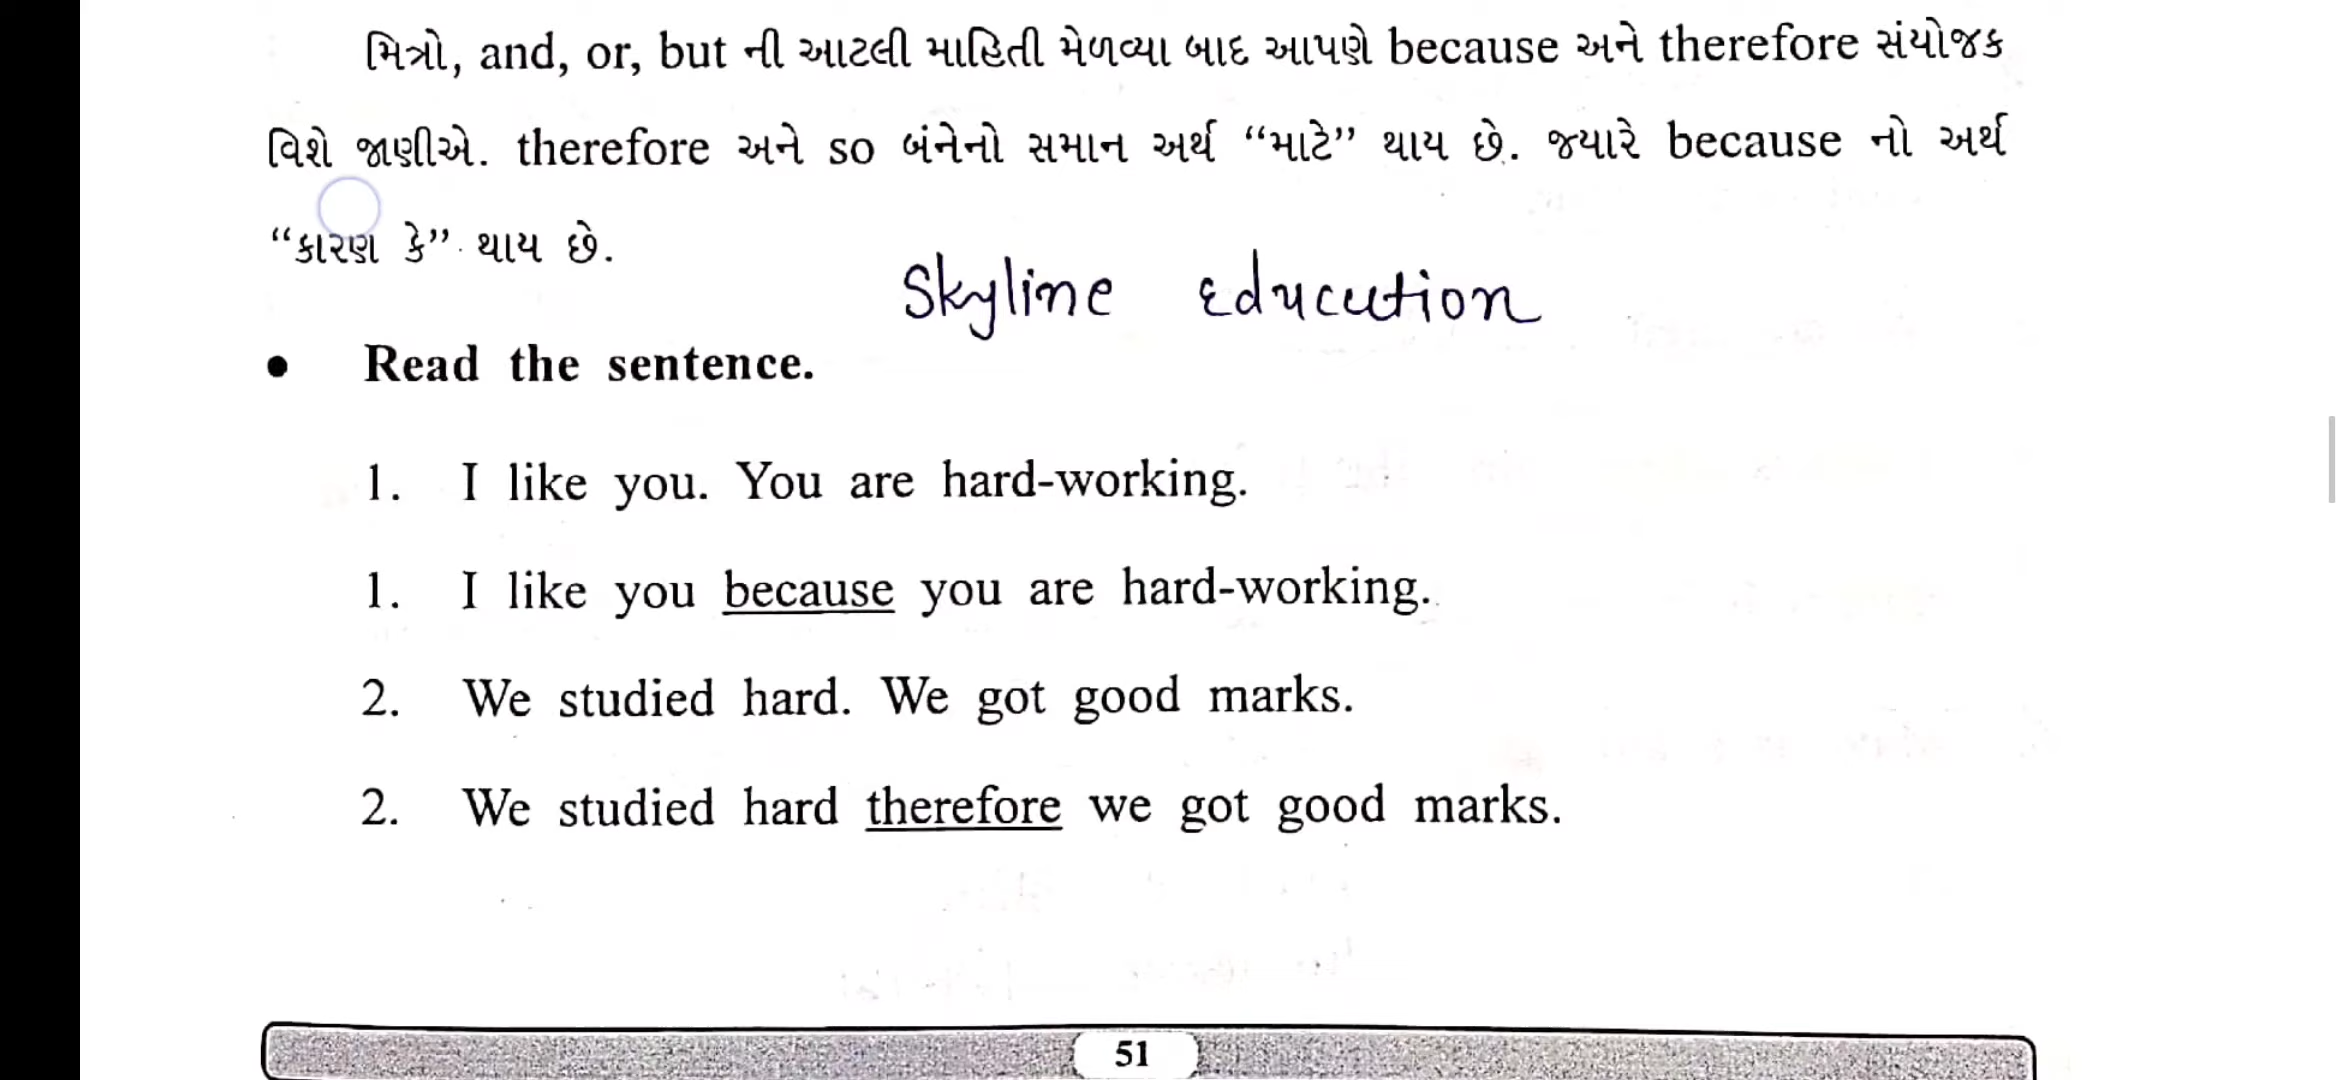 મિત્રો, and, or, but ની આટલી માહિતી મેળવ્યા બાદ આપણે because અને therefore સંયોજક
વિશે જાણીએ. therefore અને so બંનેનો સમાન અર્થ “માટે” થાય છે. જ્યારે because નો અર્થ
“કારણ કે” થાય છે.
Skyline Education
• Read the sentence.
1. I like you. You are hard-working.
1. I like you because you are hard-working.
2. We studied hard. We got good marks.
2. We studied hard therefore we got good marks.
51